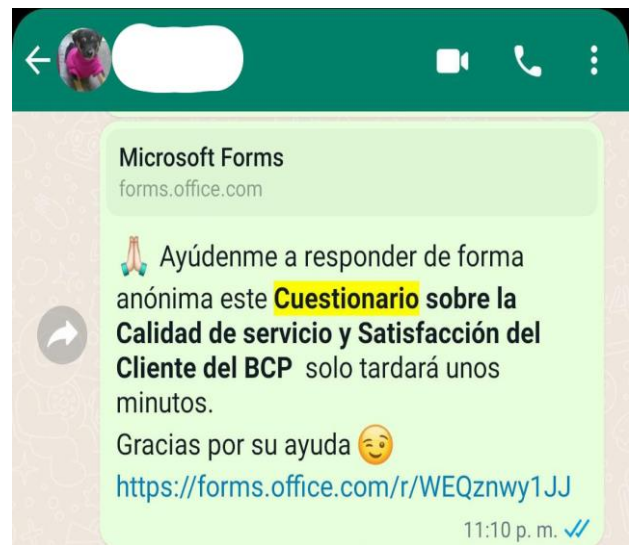 Microsoft Forms
forms.office.com
🙏🏻 Ayúdenme a responder de forma
anónima este Cuestionario sobre la
Calidad de servicio y Satisfacción del
Cliente del BCP solo tardará unos
minutos.
Gracias por su ayuda 😉
https://forms.office.com/r/WEQznwy1JJ
11:10 p. m.